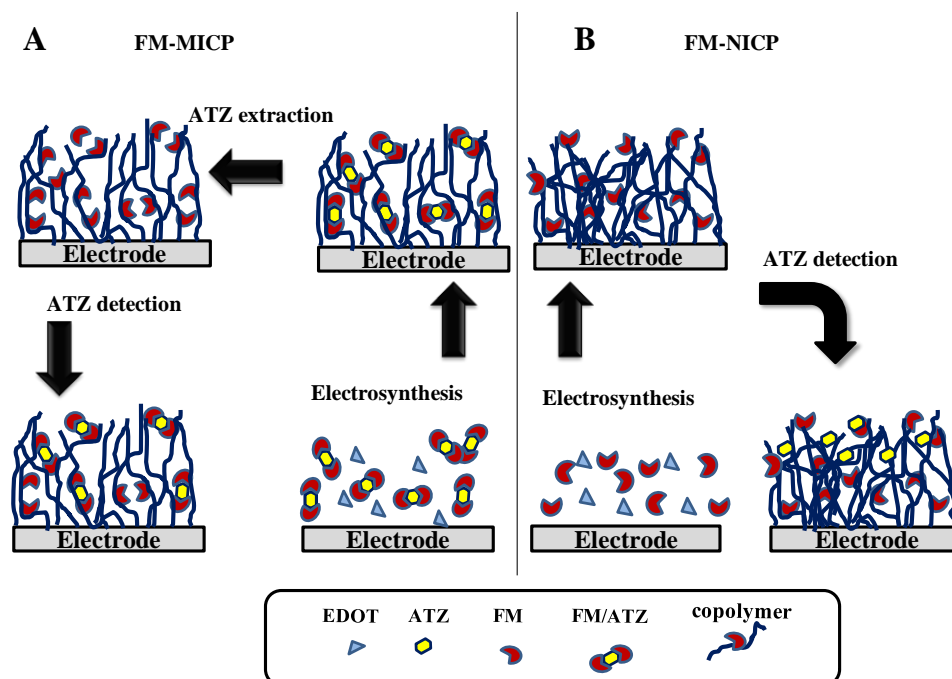 A
FM-MICP
ATZ extraction
Electrode
Electrode
ATZ detection
Electrosynthesis
Electrode
Electrode
B
FM-NICP
Electrode
ATZ detection
Electrosynthesis
Electrode
Electrode
EDOT
ATZ
FM
FM/ATZ
copolymer